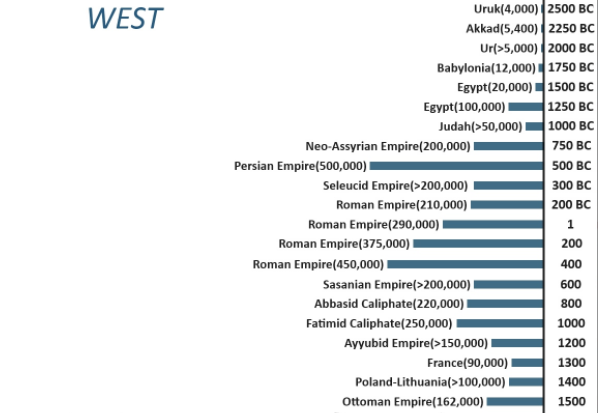 WEST
Uruk(4,000) 2500 BC
Akkad(5,400) 2250 BC
Ur(>5,000) 2000 BC
Babylonia(12,000) 1750 BC
Egypt(20,000) 1500 BC
Egypt(100,000) 1250 BC
Judah(>50,000) 1000 BC
Neo-Assyrian Empire(200,000) 750 BC
Persian Empire(500,000) 500 BC
Seleucid Empire(>200,000) 300 BC
Roman Empire(210,000) 200 BC
Roman Empire(290,000) 1
Roman Empire(375,000) 200
Roman Empire(450,000) 400
Sasanian Empire(>200,000) 600
Abbasid Caliphate(220,000) 800
Fatimid Caliphate(250,000) 1000
Ayyubid Empire(>150,000) 1200
France(90,000) 1300
Poland-Lithuania(>100,000) 1400
Ottoman Empire(162,000) 1500